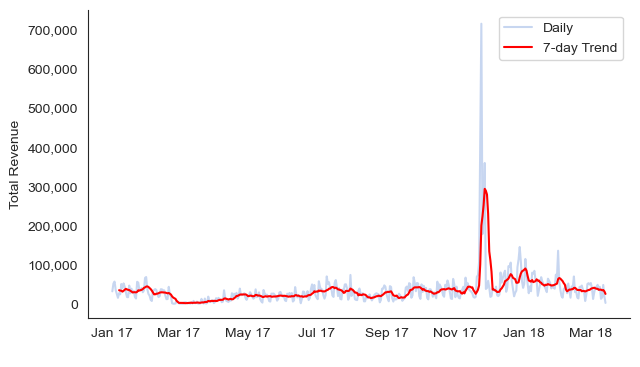 Total Revenue
700,000
600,000
500,000
400,000
300,000
200,000
100,000
0
Daily
7-day Trend
Jan 17 Mar 17 May 17 Jul 17 Sep 17 Nov 17 Jan 18 Mar 18